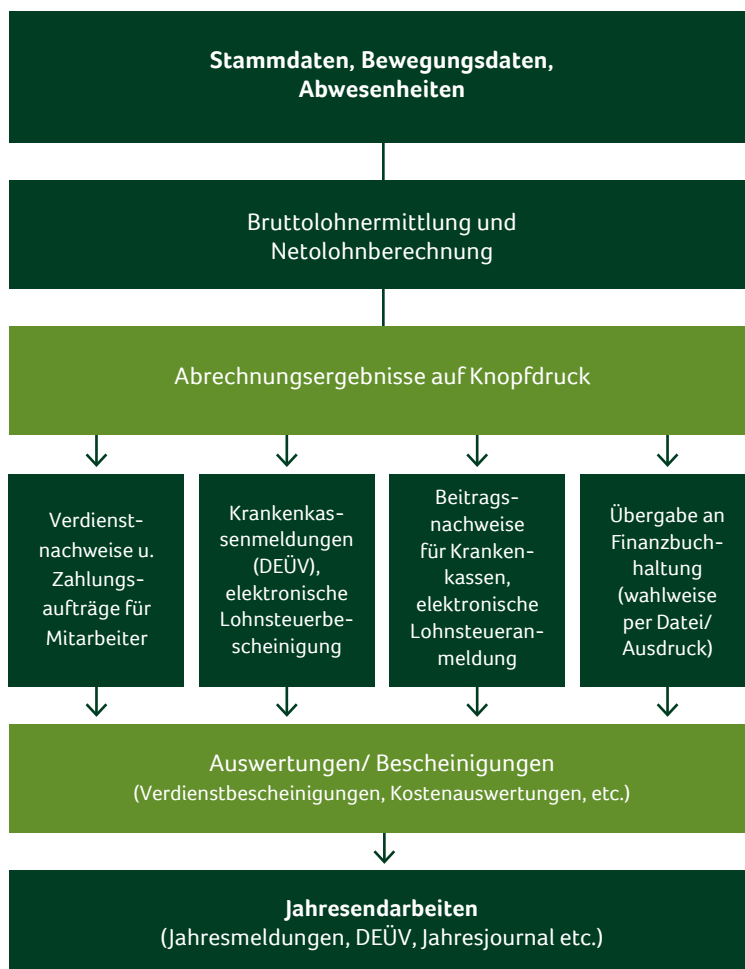 Stammdaten, Bewegungsdaten,
Abwesenheiten
Bruttolohnermittlung und
Netolohnberechnung
Abrechnungsergebnisse auf Knopfdruck
Verdienst-
nachweise u.
Zahlungs-
aufträge für
Mitarbeiter
Krankenkas-
senmeldungen
(DEÜV),
elektronische
Lohnsteuerbe-
scheinigung
Beitrags-
nachweise
für Kranken-
kassen,
elektronische
Lohnsteueran-
meldung
Übergabe an
Finanzbuch-
haltung
(wahlweise
per Datei/
Ausdruck)
Auswertungen/ Bescheinigungen
(Verdienstbescheinigungen, Kostenauswertungen, etc.)
Jahresendarbeiten
(Jahresmeldungen, DEÜV, Jahresjournal etc.)